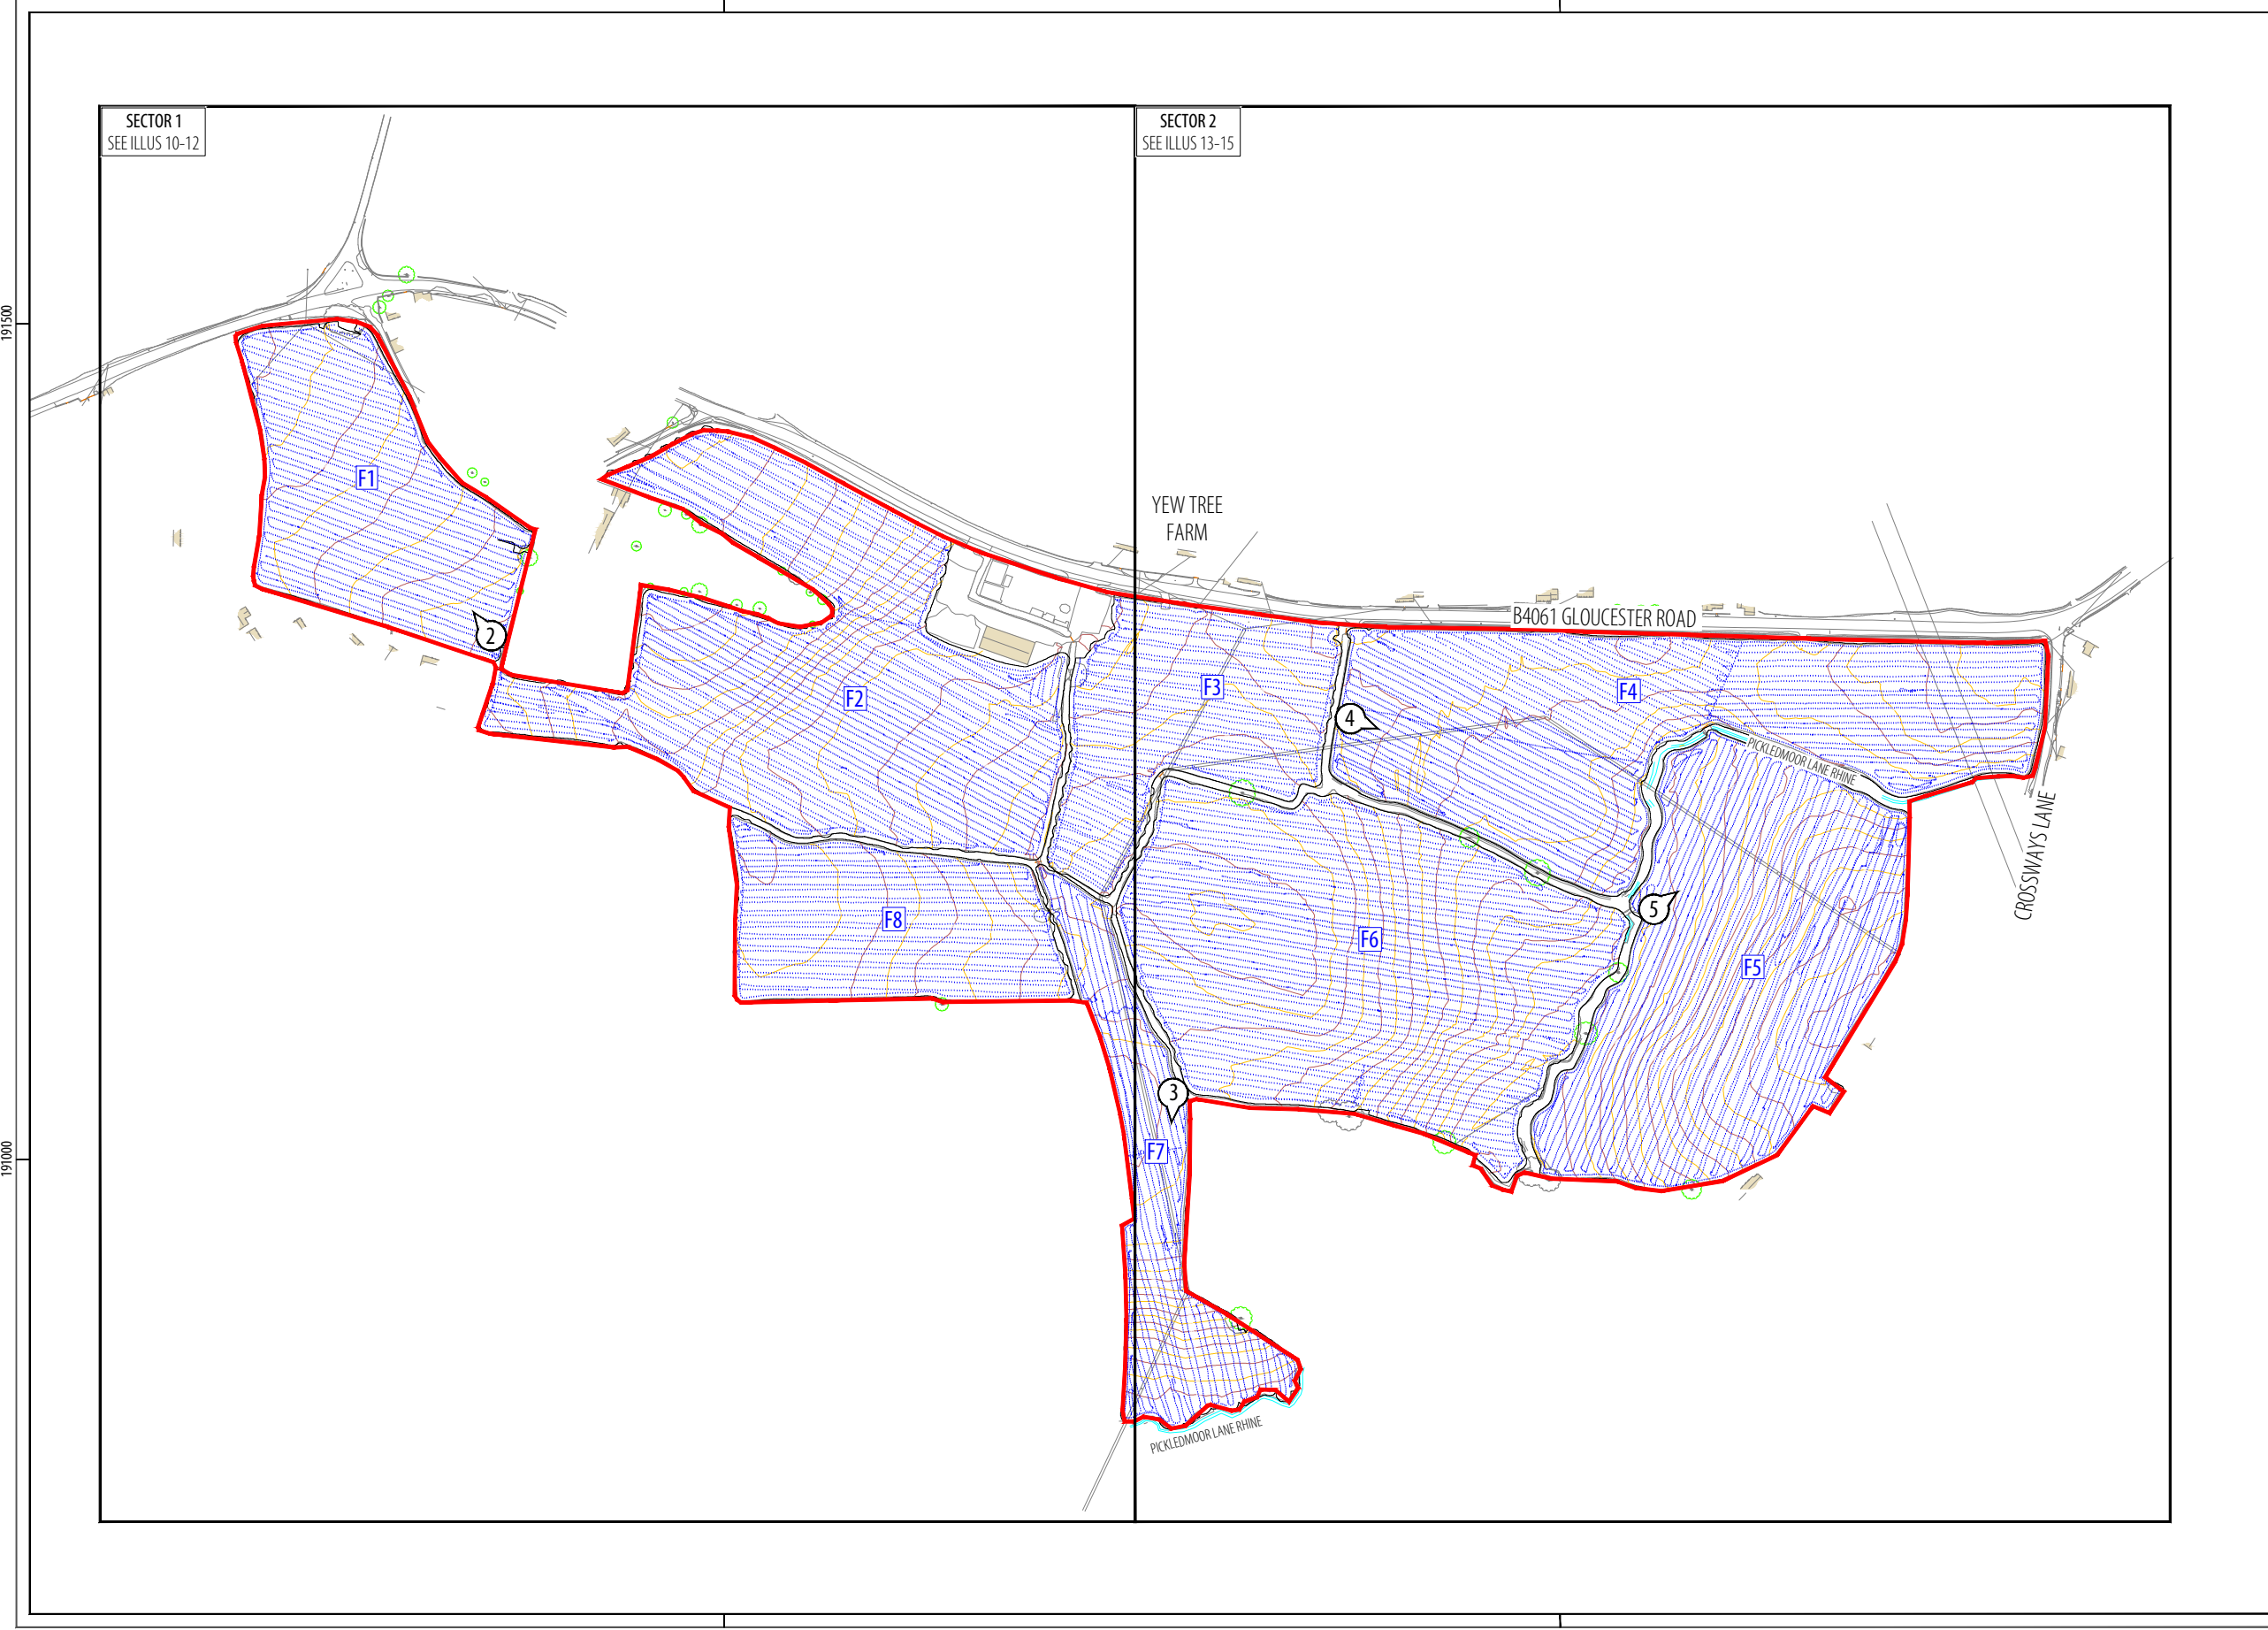 SECTOR 1
SEE ILLUS 10-12
SECTOR 2
SEE ILLUS 13-15
191500
F1
YEW TREE
FARM
2
B4061 GLOUCESTER ROAD
F2
F3
F4
4
PICKLEDMOOR LANE RHINE
CROSSWAYS LANE
F8
5
F6
F5
3
F7
191000
PICKLEDMOOR LANE RHINE